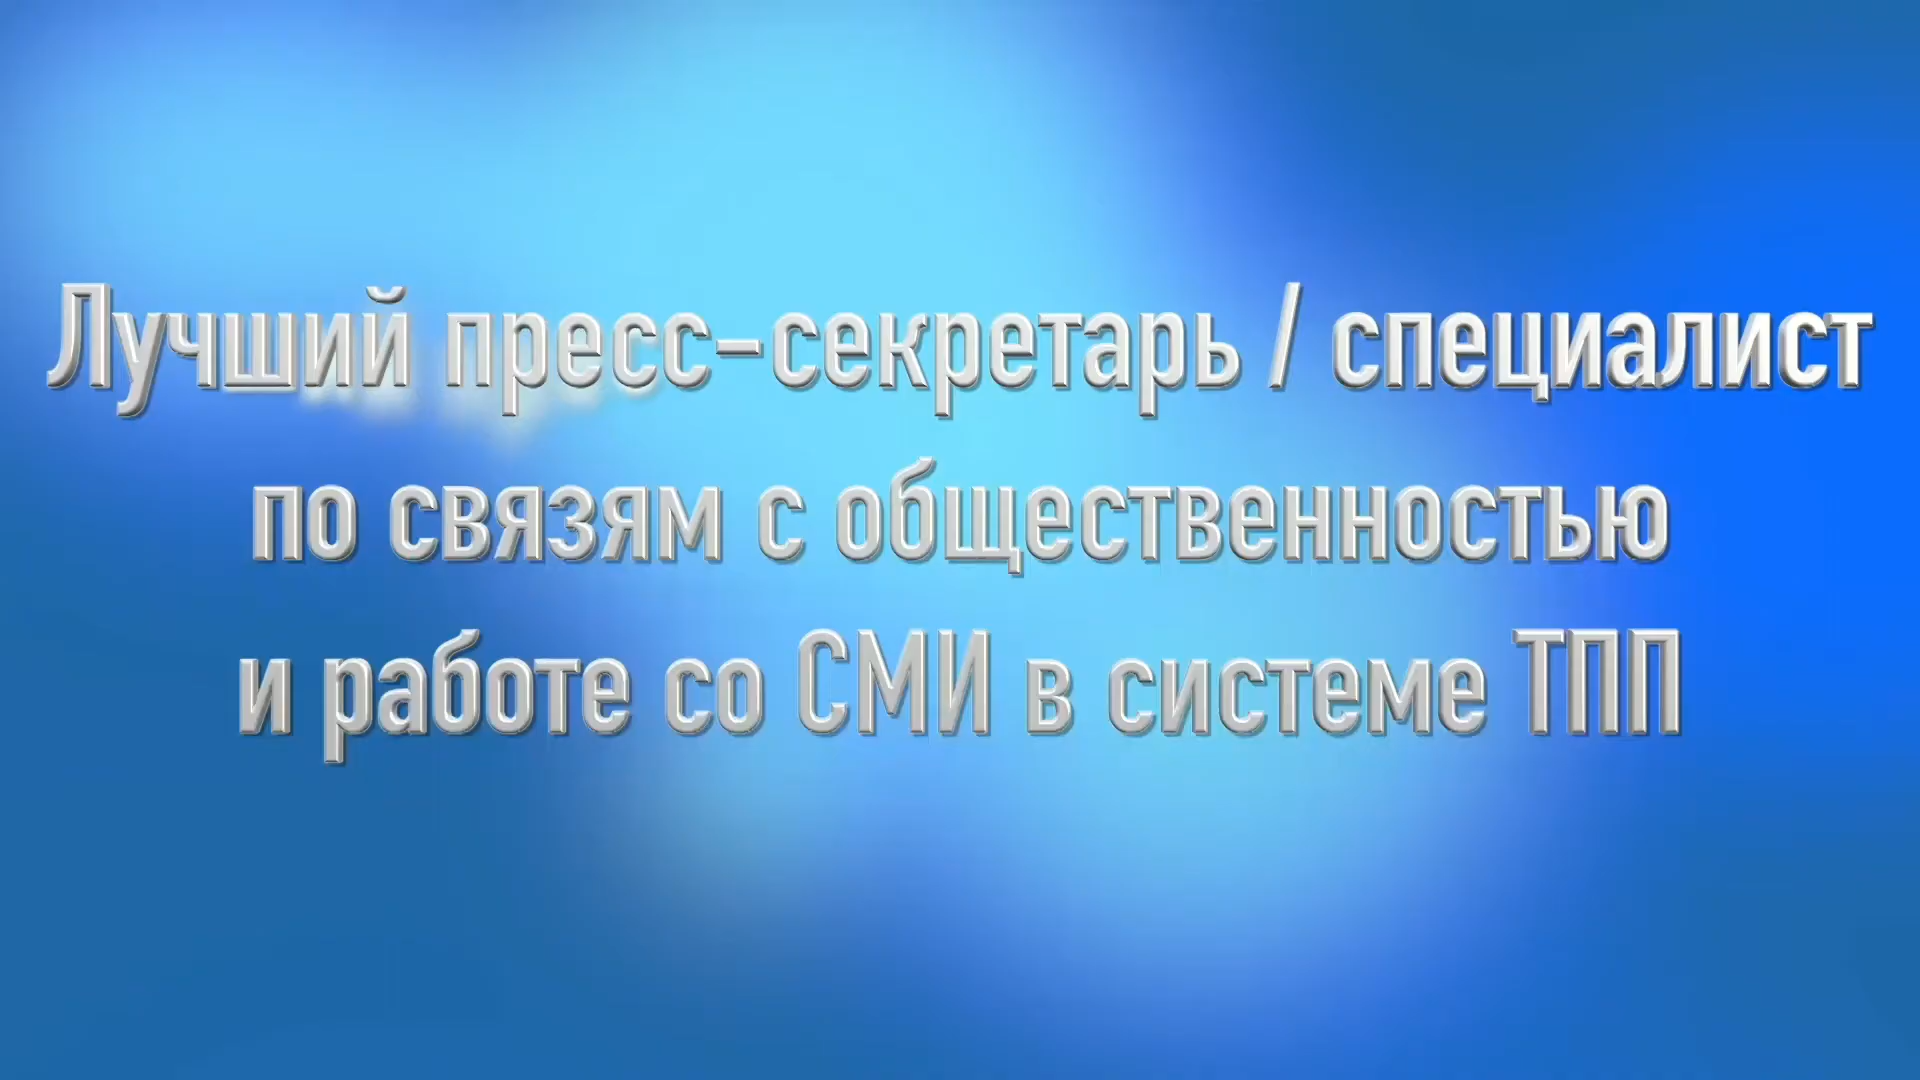 Лучший пресс-секретарь / специалист
по связям с общественностью
и работе со СМИ в системе ТПП